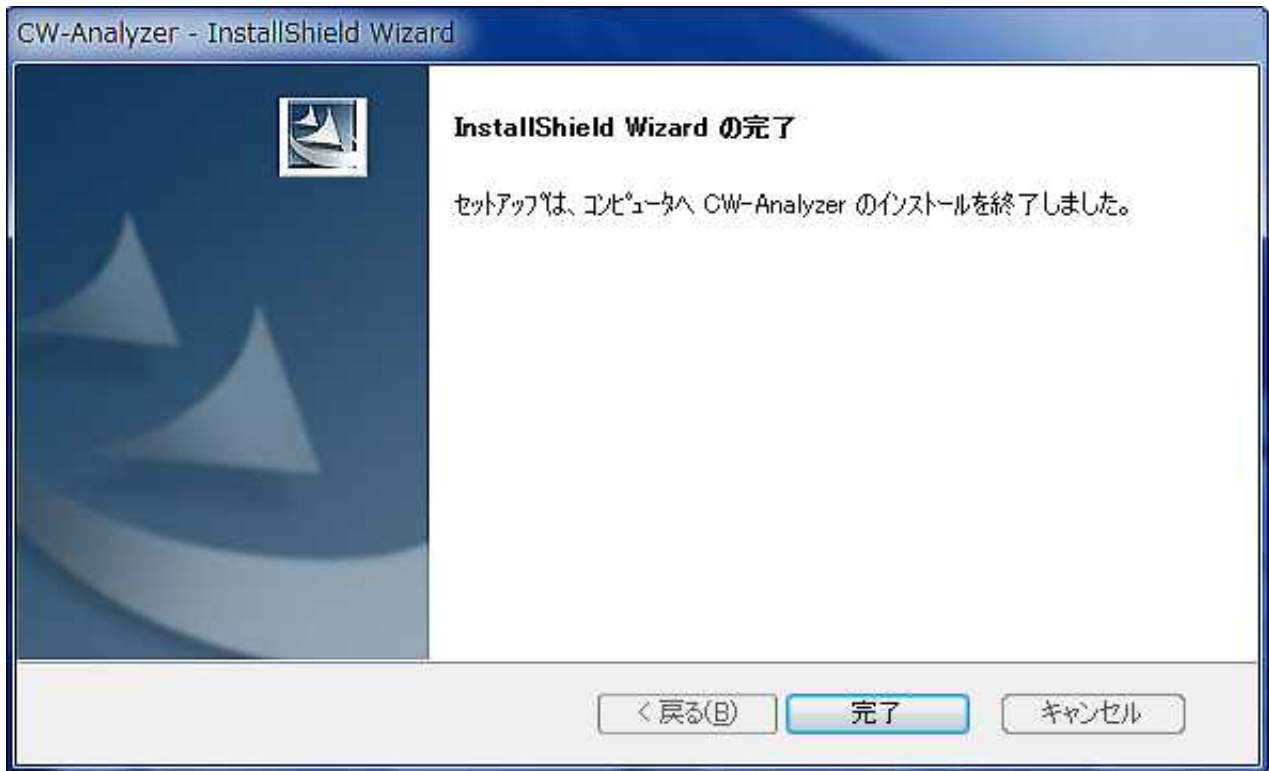 CW-Analyzer - InstallShield Wizard
InstallShield Wizard の完了
ｾｯﾄｱｯﾌﾟは、ｺﾝﾋﾟｭｰﾀへ CW-Analyzer のｲﾝｽﾄｰﾙを終了しました。
< 戻る(B)
完了
キャンセル